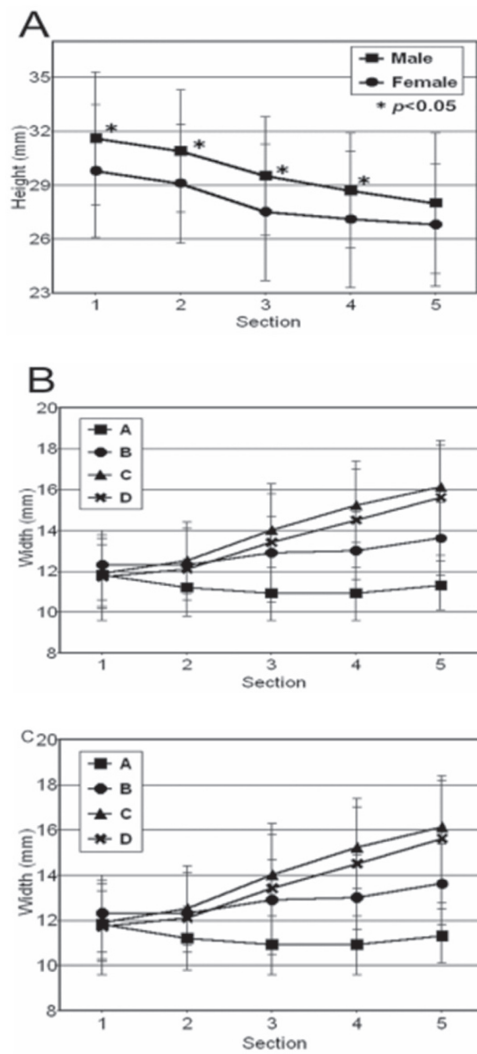 A
35
32
29
26
23
Height (mm)
Male
Female
* p<0.05
*
*
*
*
1 2 3 4 5
Section
B
20
18
16
14
12
10
8
Width (mm)
A
B
C
D
1 2 3 4 5
Section
C
20
18
16
14
12
10
8
Width (mm)
A
B
C
D
1 2 3 4 5
Section